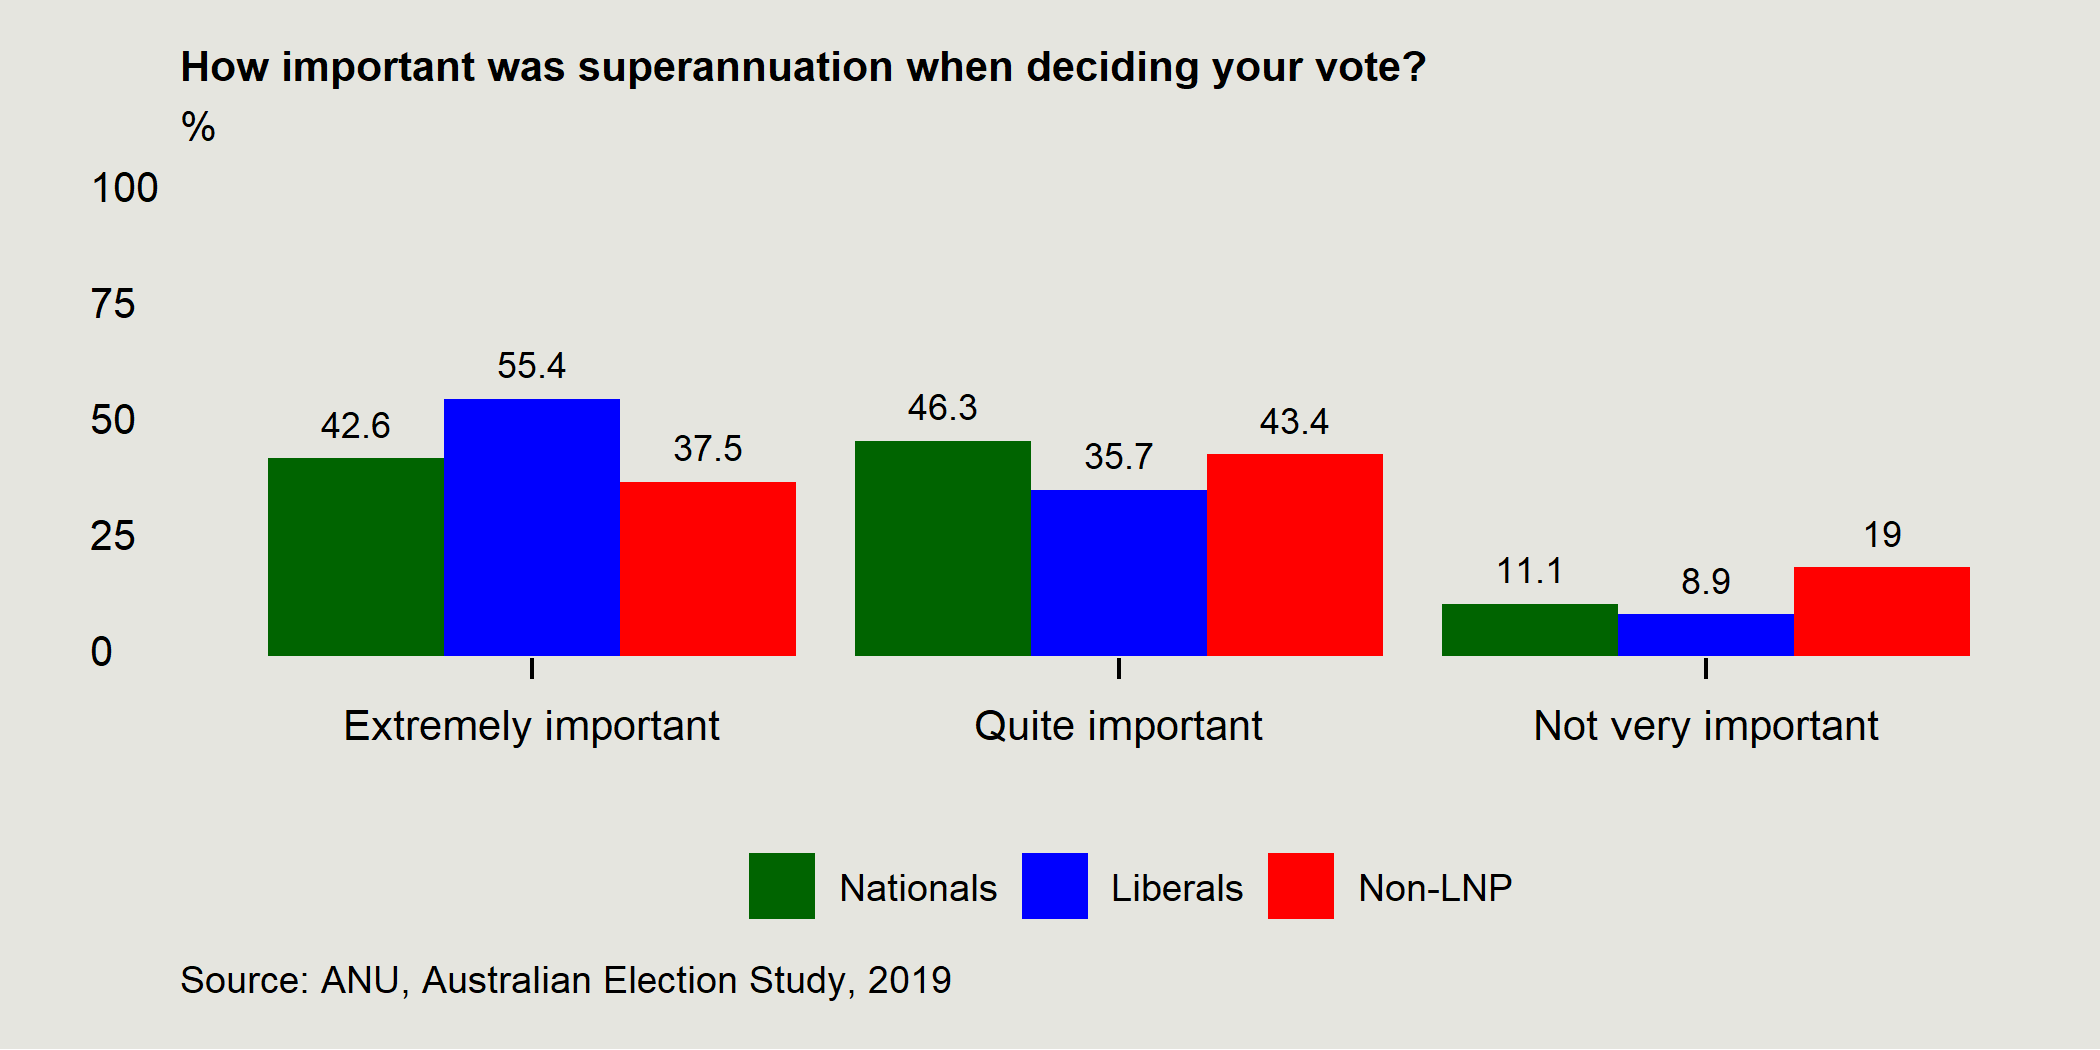 How important was superannuation when deciding your vote?
%
100
75
50
25
0
42.6
55.4
37.5
46.3
35.7
43.4
11.1
8.9
19
Extremely important
Quite important
Not very important
Nationals
Liberals
Non-LNP
Source: ANU, Australian Election Study, 2019